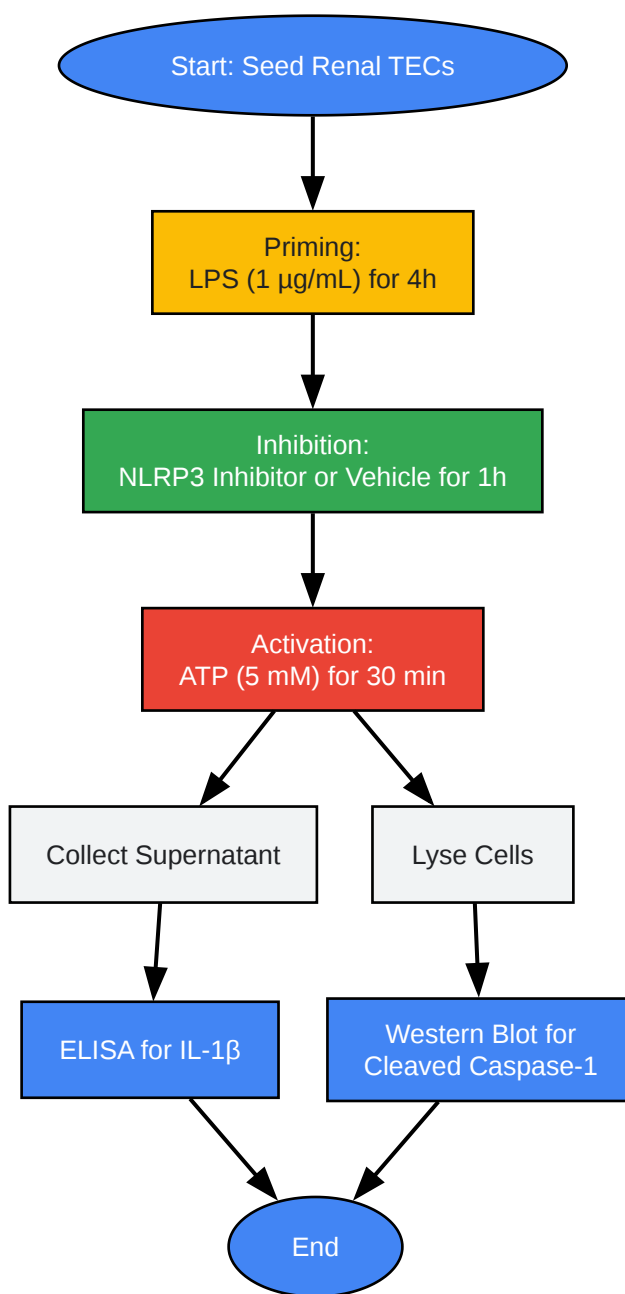 Start: Seed Renal TECs
Priming:
LPS (1 µg/mL) for 4h
Inhibition:
NLRP3 Inhibitor or Vehicle for 1h
Activation:
ATP (5 mM) for 30 min
Collect Supernatant
Lyse Cells
ELISA for IL-1β
Western Blot for
Cleaved Caspase-1
End